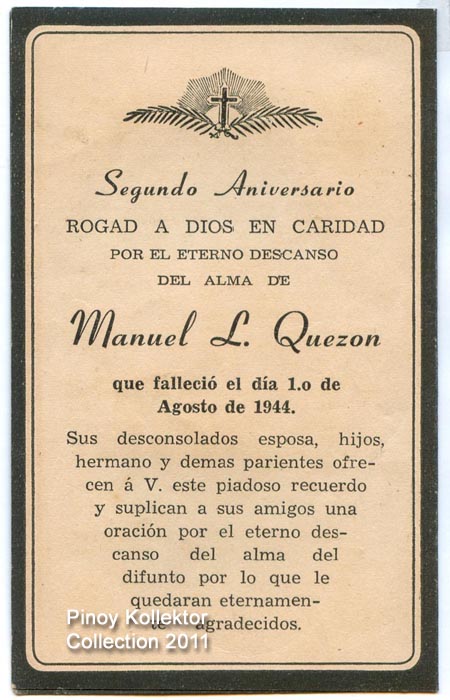 Segundo Aniversario
ROGAD A DIOS EN CARIDAD
POR EL ETERNO DESCANSO
DEL ALMA DE
Manuel L. Quezon
que falleció el día 1.o de
Agosto de 1944.
Sus desconsolados esposa, hijos,
hermano y demas parientes ofre-
cen á V. este piadoso recuerdo
y suplican a sus amigos una
oración por el eterno des-
canso del alma del
difunto por lo que le
quedaran eternamen-
te agradecidos.
Pinoy Kollektor
Collection 2011